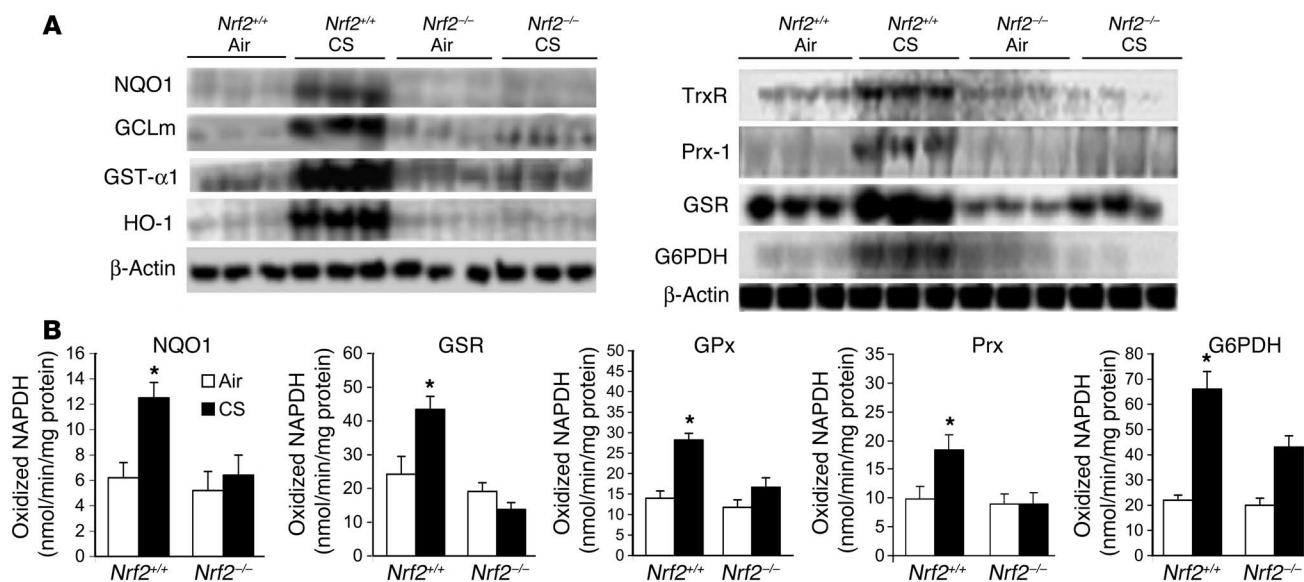 A
Nrf2+/+ Nrf2+/+ Nrf2–/– Nrf2–/–
Air CS Air CS
NQO1
GCLm
GST-α1
HO-1
β-Actin
Nrf2+/+ Nrf2+/+ Nrf2–/– Nrf2–/–
Air CS Air CS
TrxR
Prx-1
GSR
G6PDH
β-Actin
B
NQO1
Oxidized NAPDH
(nmol/min/mg protein)
16
14
12
10
8
6
4
2
0
*
Air
CS
Nrf2+/+ Nrf2–/–
GSR
Oxidized NAPDH
(nmol/min/mg protein)
60
50
40
30
20
10
0
*
Nrf2+/+ Nrf2–/–
GPx
Oxidized NAPDH
(nmol/min/mg protein)
50
45
30
25
20
15
10
5
0
*
Nrf2+/+ Nrf2–/–
Prx
Oxidized NAPDH
(nmol/min/mg protein)
35
30
25
20
15
10
5
0
*
Nrf2+/+ Nrf2–/–
G6PDH
Oxidized NAPDH
(nmol/min/mg protein)
80
70
60
50
40
30
20
10
0
*
Nrf2+/+ Nrf2–/–